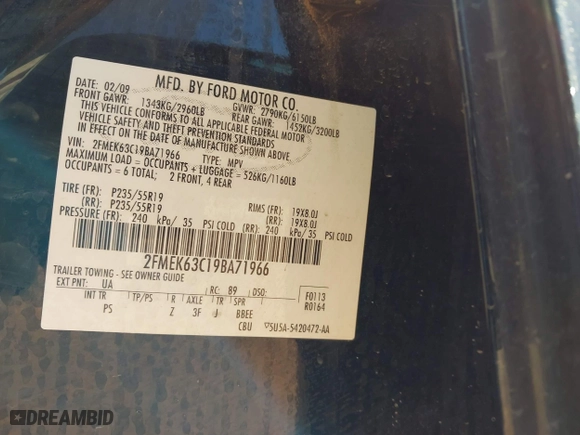 MFD. BY FORD MOTOR CO.
DATE: 02/09 GVWR: 2790KG/6150LB
FRONT GAWR: 1343KG/2960LB REAR GAWR: 1452KG/3200LB
THIS VEHICLE CONFORMS TO ALL APPLICABLE FEDERAL MOTOR
VEHICLE SAFETY AND THEFT PREVENTION STANDARDS
IN EFFECT ON THE DATE OF MANUFACTURE SHOWN ABOVE.
VIN: 2FMEK63C19BA71966 TYPE: MPV
MAXIMUM LOAD = OCCUPANTS + LUGGAGE = 526KG/1160LB
OCCUPANTS = 6 TOTAL; 2 FRONT, 4 REAR
TIRE (FR): P235/55R19 RIMS (FR): 19X8.0J
(RR): P235/55R19 (RR): 19X8.0J
PRESSURE (FR): 240 kPa/ 35 PSI COLD (RR): 240 kPa/ 35 PSI COLD
2FMEK63C19BA71966
TRAILER TOWING - SEE OWNER GUIDE
EXT PNT: UA RC: 89 DSO: F0113
INT TR TP/PS R AXLE TR SPR R0164
PS Z 3F J BBEE
CBU 5U5A-5420472-AA
DREAMBID